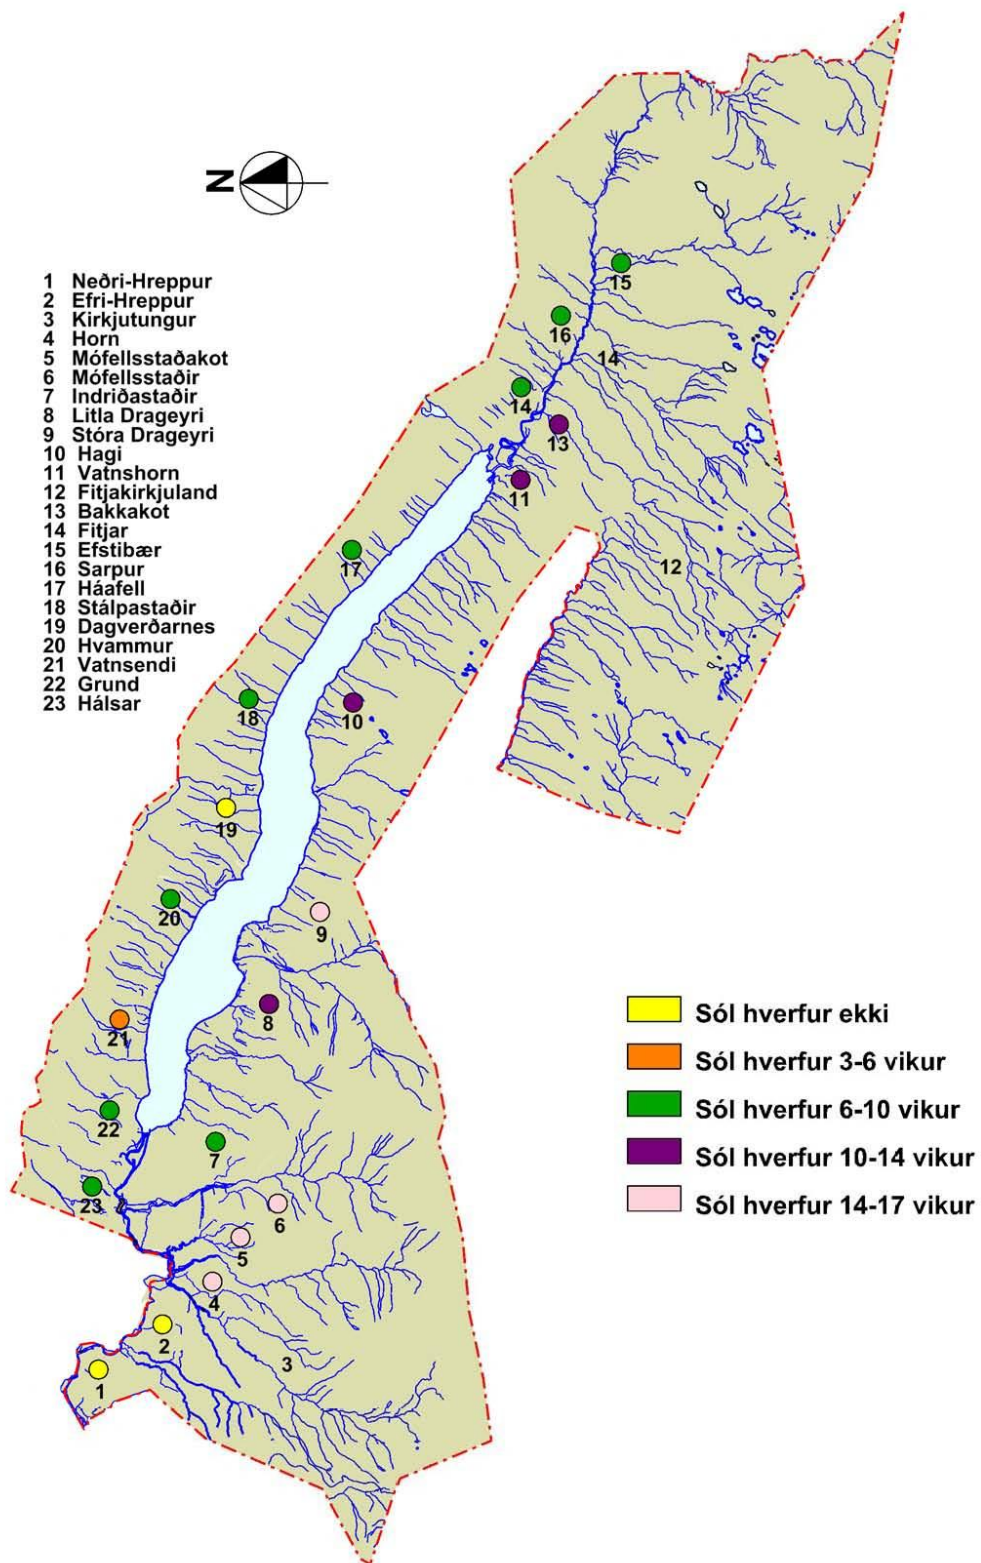 N
1 Neðri-Hreppur
2 Efri-Hreppur
3 Kirkjutungur
4 Horn
5 Mófellsstaðakot
6 Mófellsstaðir
7 Indriðastaðir
8 Litla Drageyri
9 Stóra Drageyri
10 Hagi
11 Vatnshorn
12 Fitjakirkjuland
13 Bakkakot
14 Fitjar
15 Efstibær
16 Sarpur
17 Háafell
18 Stálpastaðir
19 Dagverðarnes
20 Hvammur
21 Vatnsendi
22 Grund
23 Hálsar
15
16
14
14
13
11
17
12
18
10
19
20
9
8
21
22
7
23
6
5
4
2
3
1
Sól hverfur ekki
Sól hverfur 3-6 vikur
Sól hverfur 6-10 vikur
Sól hverfur 10-14 vikur
Sól hverfur 14-17 vikur